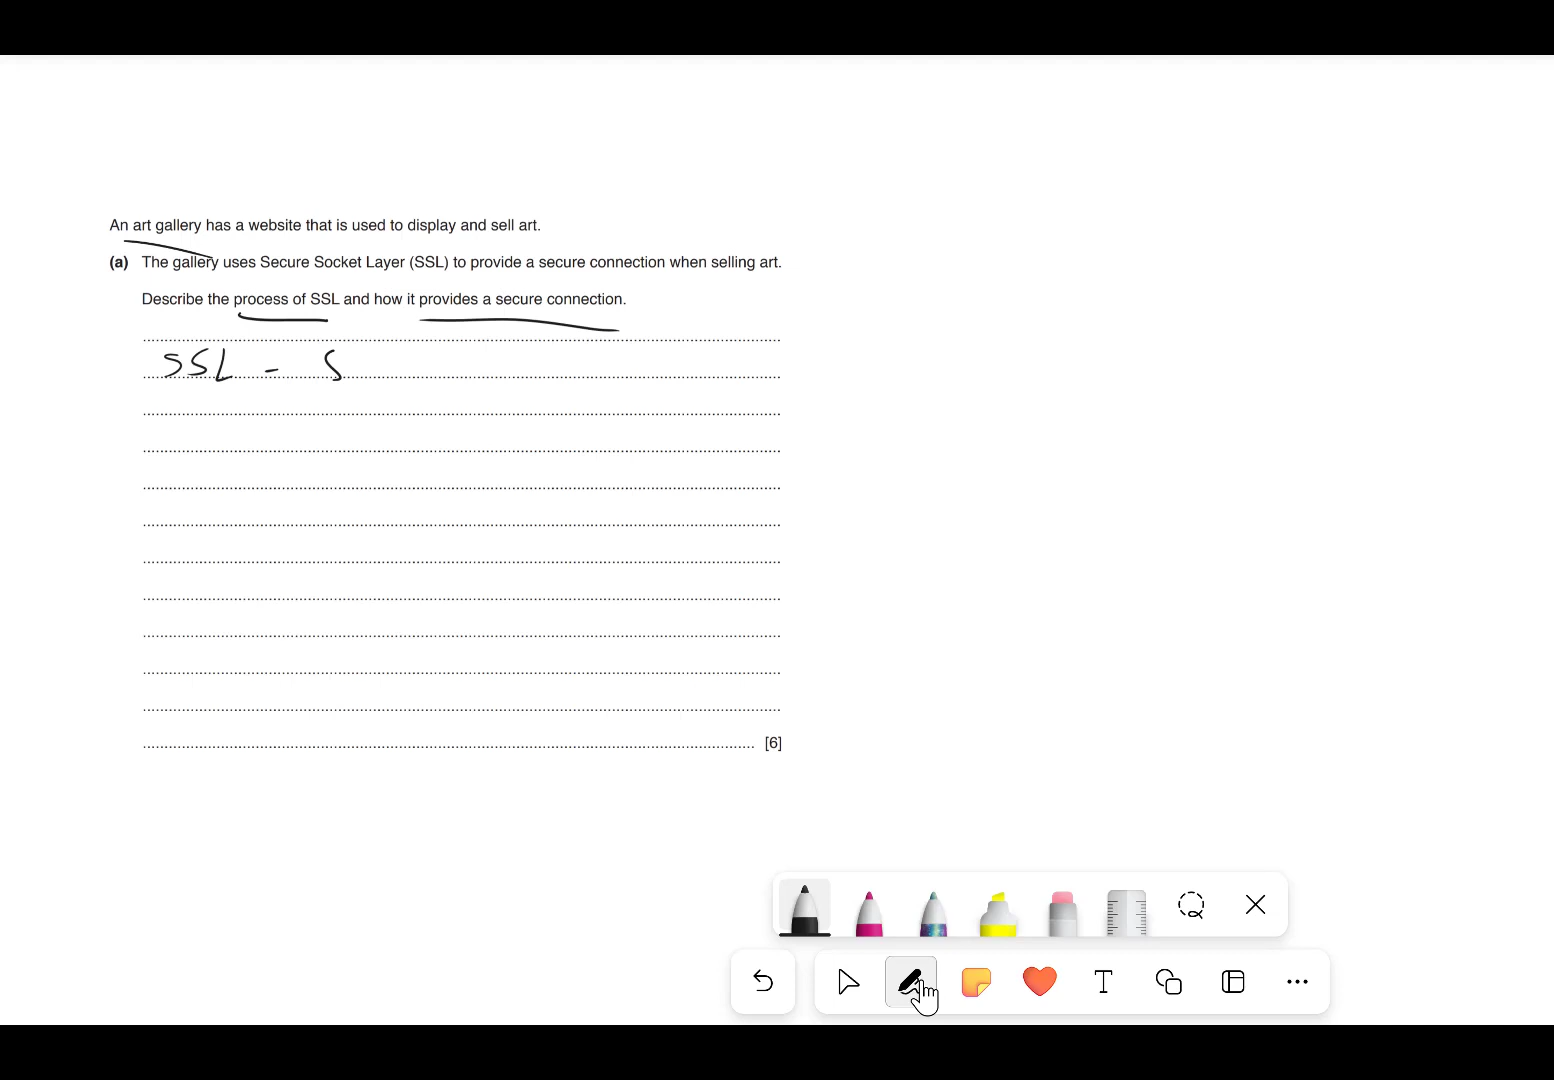 An art gallery has a website that is used to display and sell art.
(a) The gallery uses Secure Socket Layer (SSL) to provide a secure connection when selling art.
Describe the process of SSL and how it provides a secure connection.
SSL - S
[6]
T